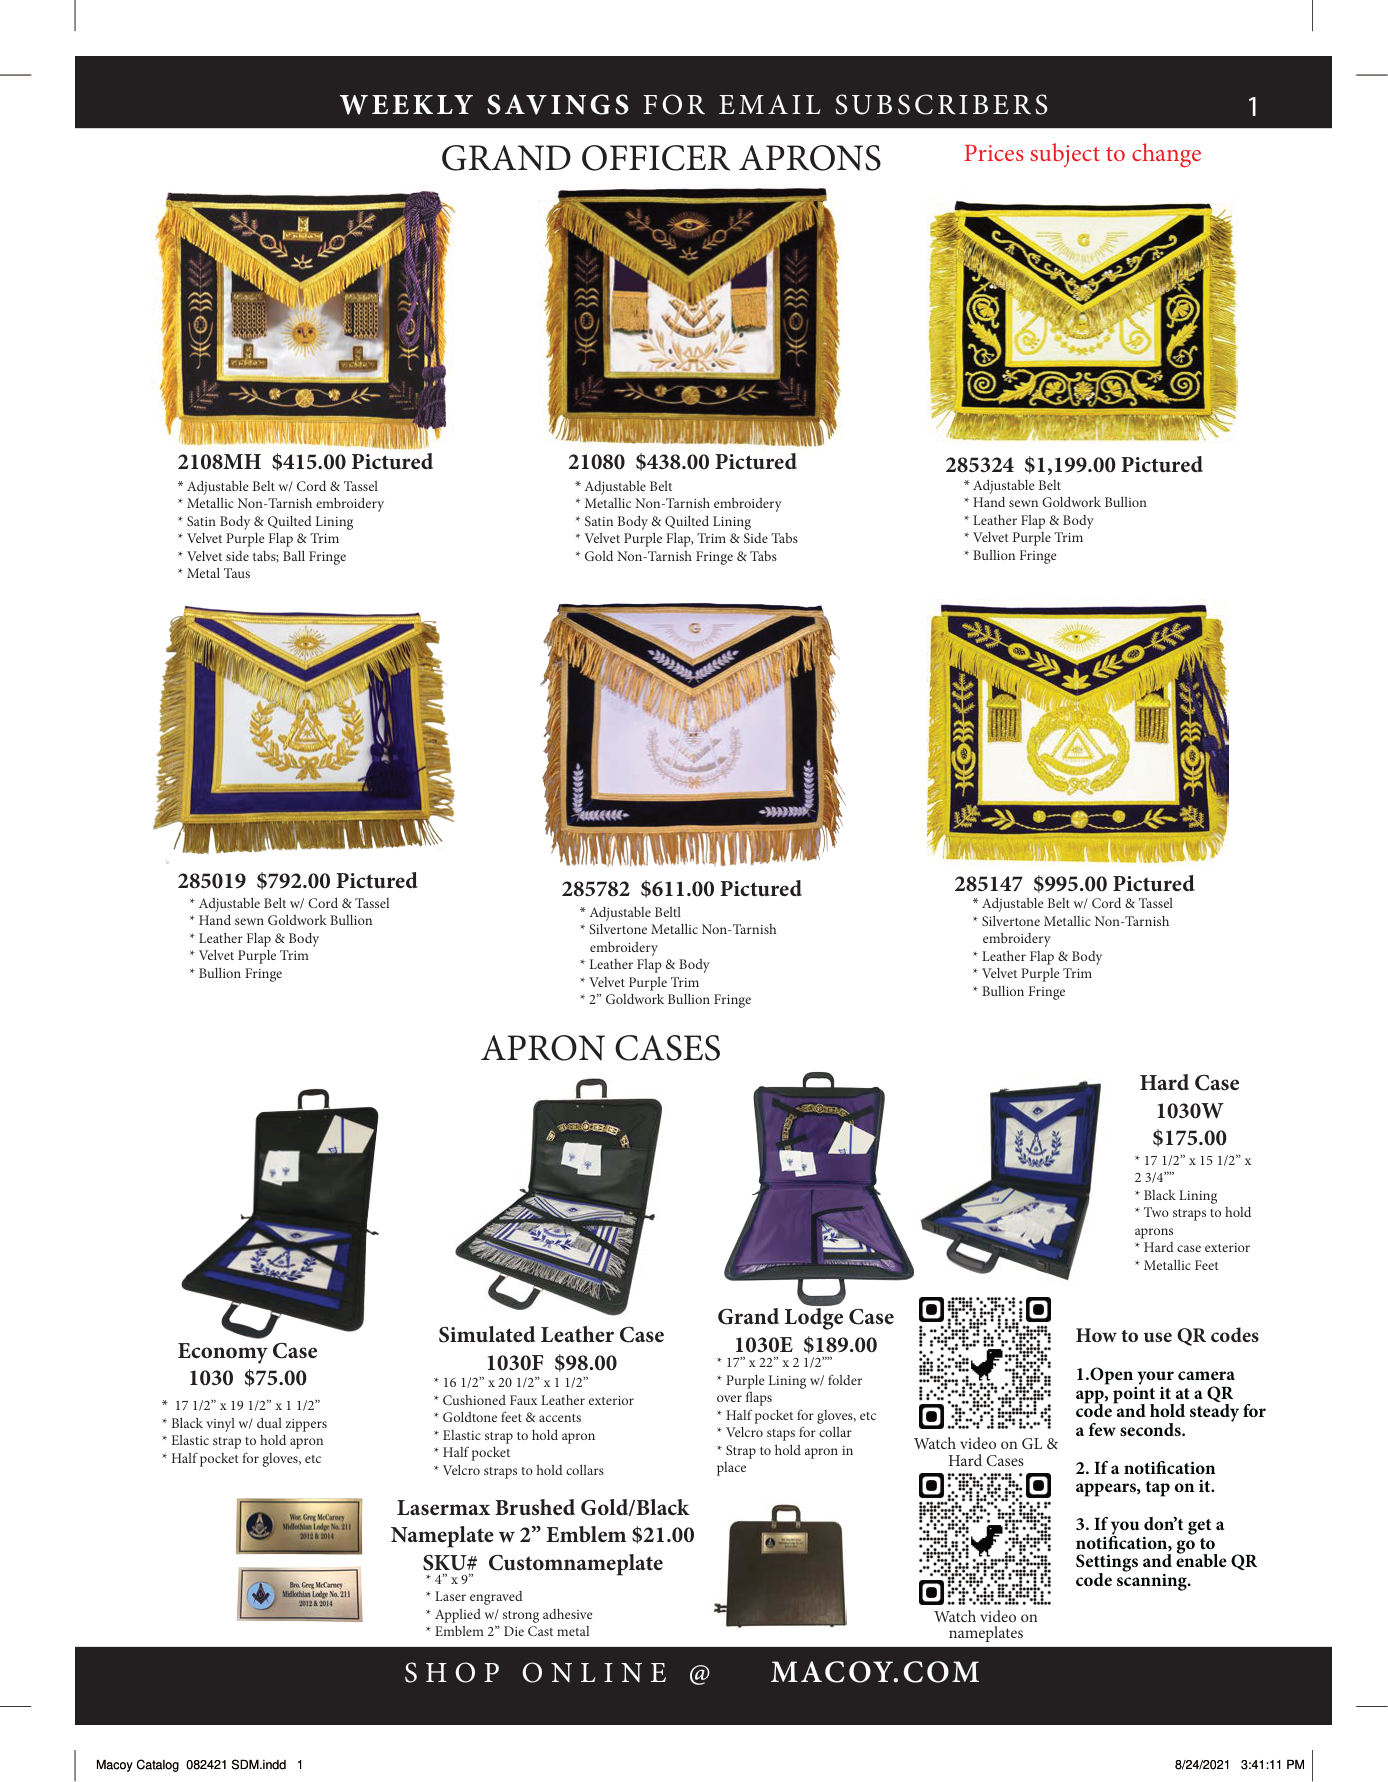 WEEKLY SAVINGS FOR EMAIL SUBSCRIBERS
1
GRAND OFFICER APRONS
Prices subject to change
2108MH $415.00 Pictured
* Adjustable Belt w/ Cord & Tassel
* Metallic Non-Tarnish embroidery
* Satin Body & Quilted Lining
* Velvet Purple Flap & Trim
* Velvet side tabs; Ball Fringe
* Metal Taus
21080 $438.00 Pictured
* Adjustable Belt
* Metallic Non-Tarnish embroidery
* Satin Body & Quilted Lining
* Velvet Purple Flap, Trim & Side Tabs
* Gold Non-Tarnish Fringe & Tabs
285324 $1,199.00 Pictured
* Adjustable Belt
* Hand sewn Goldwork Bullion
* Leather Flap & Body
* Velvet Purple Trim
* Bullion Fringe
285019 $792.00 Pictured
* Adjustable Belt w/ Cord & Tassel
* Hand sewn Goldwork Bullion
* Leather Flap & Body
* Velvet Purple Trim
* Bullion Fringe
285782 $611.00 Pictured
* Adjustable Beltl
* Silvertone Metallic Non-Tarnish
embroidery
* Leather Flap & Body
* Velvet Purple Trim
* 2” Goldwork Bullion Fringe
285147 $995.00 Pictured
* Adjustable Belt w/ Cord & Tassel
* Silvertone Metallic Non-Tarnish
embroidery
* Leather Flap & Body
* Velvet Purple Trim
* Bullion Fringe
APRON CASES
Economy Case
1030 $75.00
* 17 1/2” x 19 1/2” x 1 1/2”
* Black vinyl w/ dual zippers
* Elastic strap to hold apron
* Half pocket for gloves, etc
Simulated Leather Case
1030F $98.00
* 16 1/2” x 20 1/2” x 1 1/2”
* Cushioned Faux Leather exterior
* Goldtone feet & accents
* Elastic strap to hold apron
* Half pocket
* Velcro straps to hold collars
Grand Lodge Case
1030E $189.00
* 17” x 22” x 2 1/2””
* Purple Lining w/ folder
over flaps
* Half pocket for gloves, etc
* Velcro staps for collar
* Strap to hold apron in
place
Hard Case
1030W
$175.00
* 17 1/2” x 15 1/2” x
2 3/4””
* Black Lining
* Two straps to hold
aprons
* Hard case exterior
* Metallic Feet
Watch video on GL &
Hard Cases
Watch video on
nameplates
How to use QR codes
1.Open your camera
app, point it at a QR
code and hold steady for
a few seconds.
2. If a notification
appears, tap on it.
3. If you don’t get a
notification, go to
Settings and enable QR
code scanning.
Wor. Greg McCarney
Midlothian Lodge No. 211
2012 & 2014
Bro. Greg McCarney
Midlothian Lodge No. 211
2012 & 2014
Lasermax Brushed Gold/Black
Nameplate w 2” Emblem $21.00
SKU# Customnameplate
* 4” x 9”
* Laser engraved
* Applied w/ strong adhesive
* Emblem 2” Die Cast metal
SHOP ONLINE @ MACOY.COM
Macoy Catalog 082421 SDM.indd 1
8/24/2021 3:41:11 PM